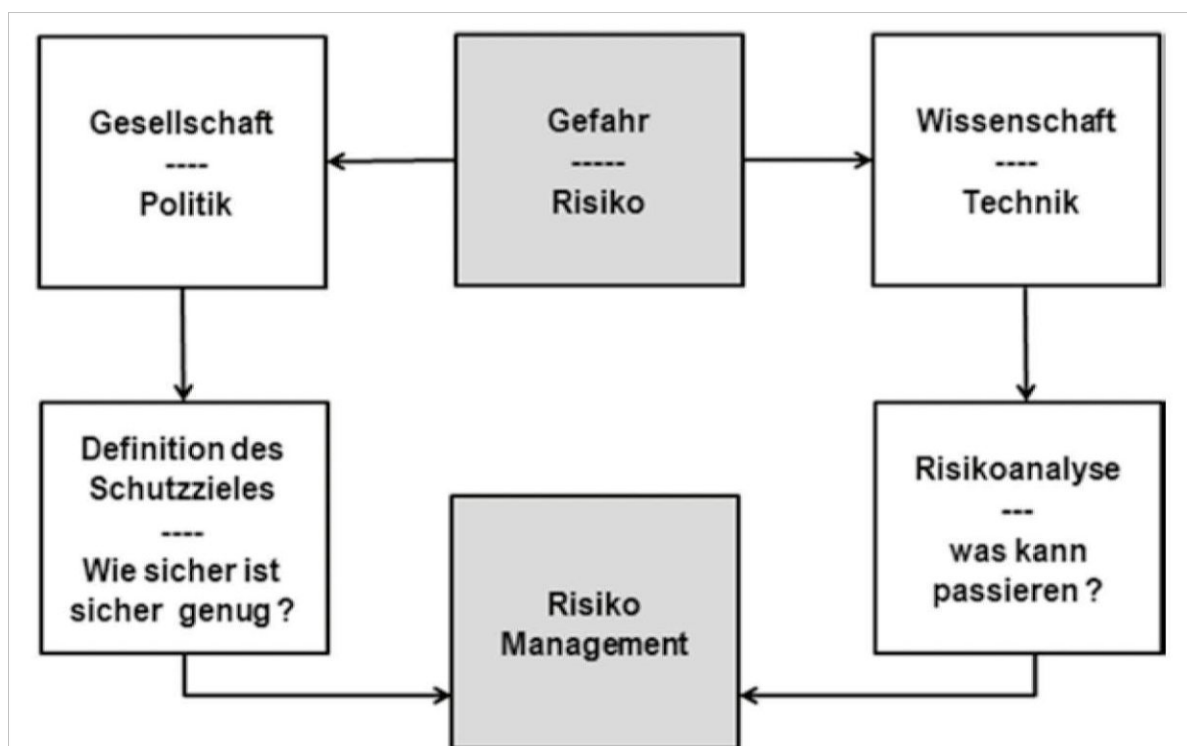 Gesellschaft
----
Politik
Gefahr
-----
Risiko
Wissenschaft
----
Technik
Definition des
Schutzzieles
----
Wie sicher ist
sicher genug ?
Risiko
Management
Risikoanalyse
---
was kann
passieren ?